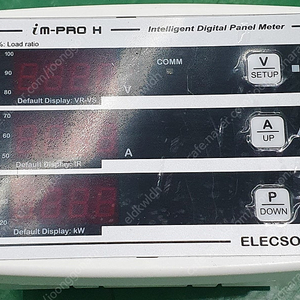 im-PRO H Intelligent Digital Panel Meter
%: Load ratio
100
COMM
90
80
V
V
SETUP
Default Display: VR-VS
70
60
50
A
A
UP
Default Display: IR
P
DOWN
20
Default Display: kW
ELECSO